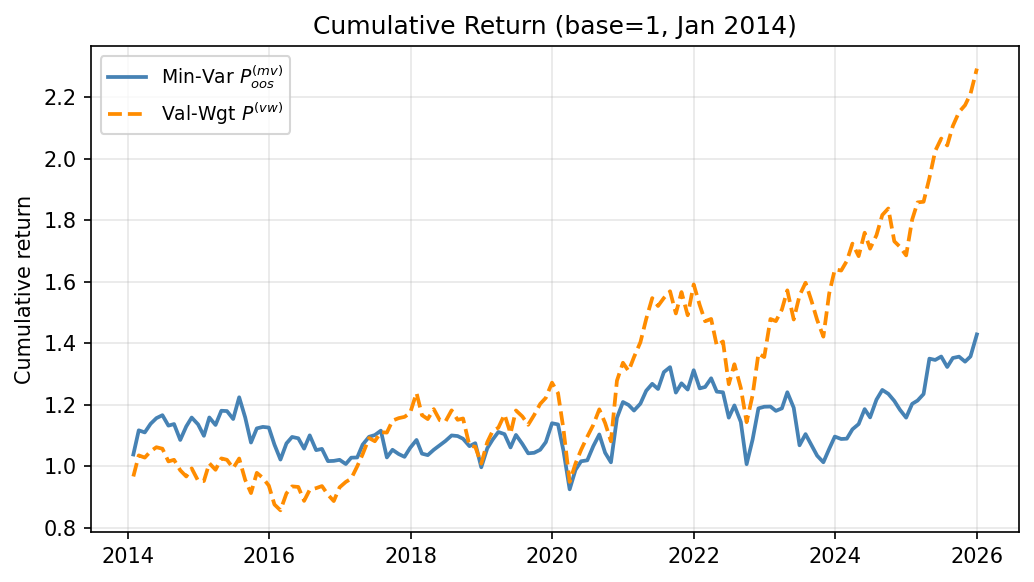 Cumulative Return (base=1, Jan 2014)
Min-Var P_{oos}^{(mv)}
Val-Wgt P^{(vw)}
Cumulative return
2.2
2.0
1.8
1.6
1.4
1.2
1.0
0.8
2014 2016 2018 2020 2022 2024 2026